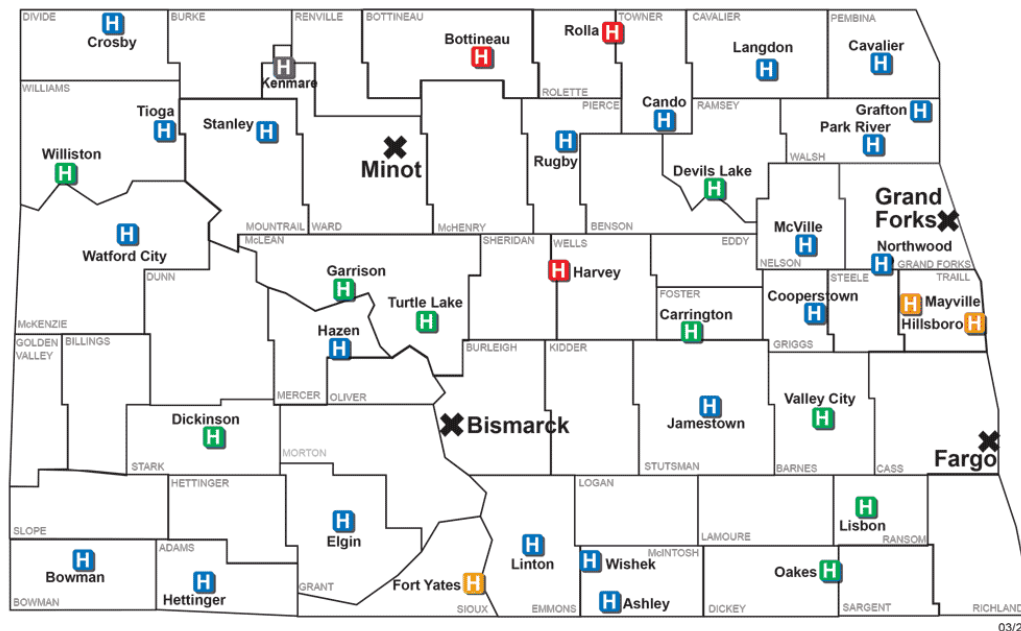 DIVIDE
BURKE
RENVILLE
BOTTINEAU
TOWNER
CAVALIER
PEMBINA
H
Crosby
H
Kenmare
Bottineau
H
Rolla H
Langdon
H
Cavalier
H
WILLIAMS
ROLETTE
PIERCE
RAMSEY
Tioga
H
Stanley H
Minot
H
Rugby
Cando
H
Grafton H
Park River
H
WALSH
Williston
H
Devils Lake
H
Grand
Forks
H
Watford City
MOUNTRAIL
WARD
McHENRY
BENSON
McVille
H
NELSON
Northwood
H
GRAND FORKS
McLEAN
SHERIDAN
WELLS
EDDY
STEELE
TRAILL
DUNN
Garrison
H
H Harvey
FOSTER
Carrington
H
Cooperstown
H
H Mayville
Hillsboro H
McKENZIE
Turtle Lake
H
Hazen
H
GOLDEN
VALLEY
BILLINGS
BURLEIGH
KIDDER
GRIGGS
MERCER
OLIVER
Dickinson
H
STARK
MORTON
Bismarck
H
Jamestown
STUTSMAN
Valley City
H
BARNES
CASS
Fargo
HETTINGER
LOGAN
SLOPE
H
Elgin
H
Linton
LAMOURE
H
Lisbon
RANSOM
ADAMS
H
Bowman
BOWMAN
H
Hettinger
GRANT
Fort Yates H
SIOUX
EMMONS
McINTOSH
H Wishek
H Ashley
DICKEY
Oakes H
SARGENT
RICHLAND
03/2